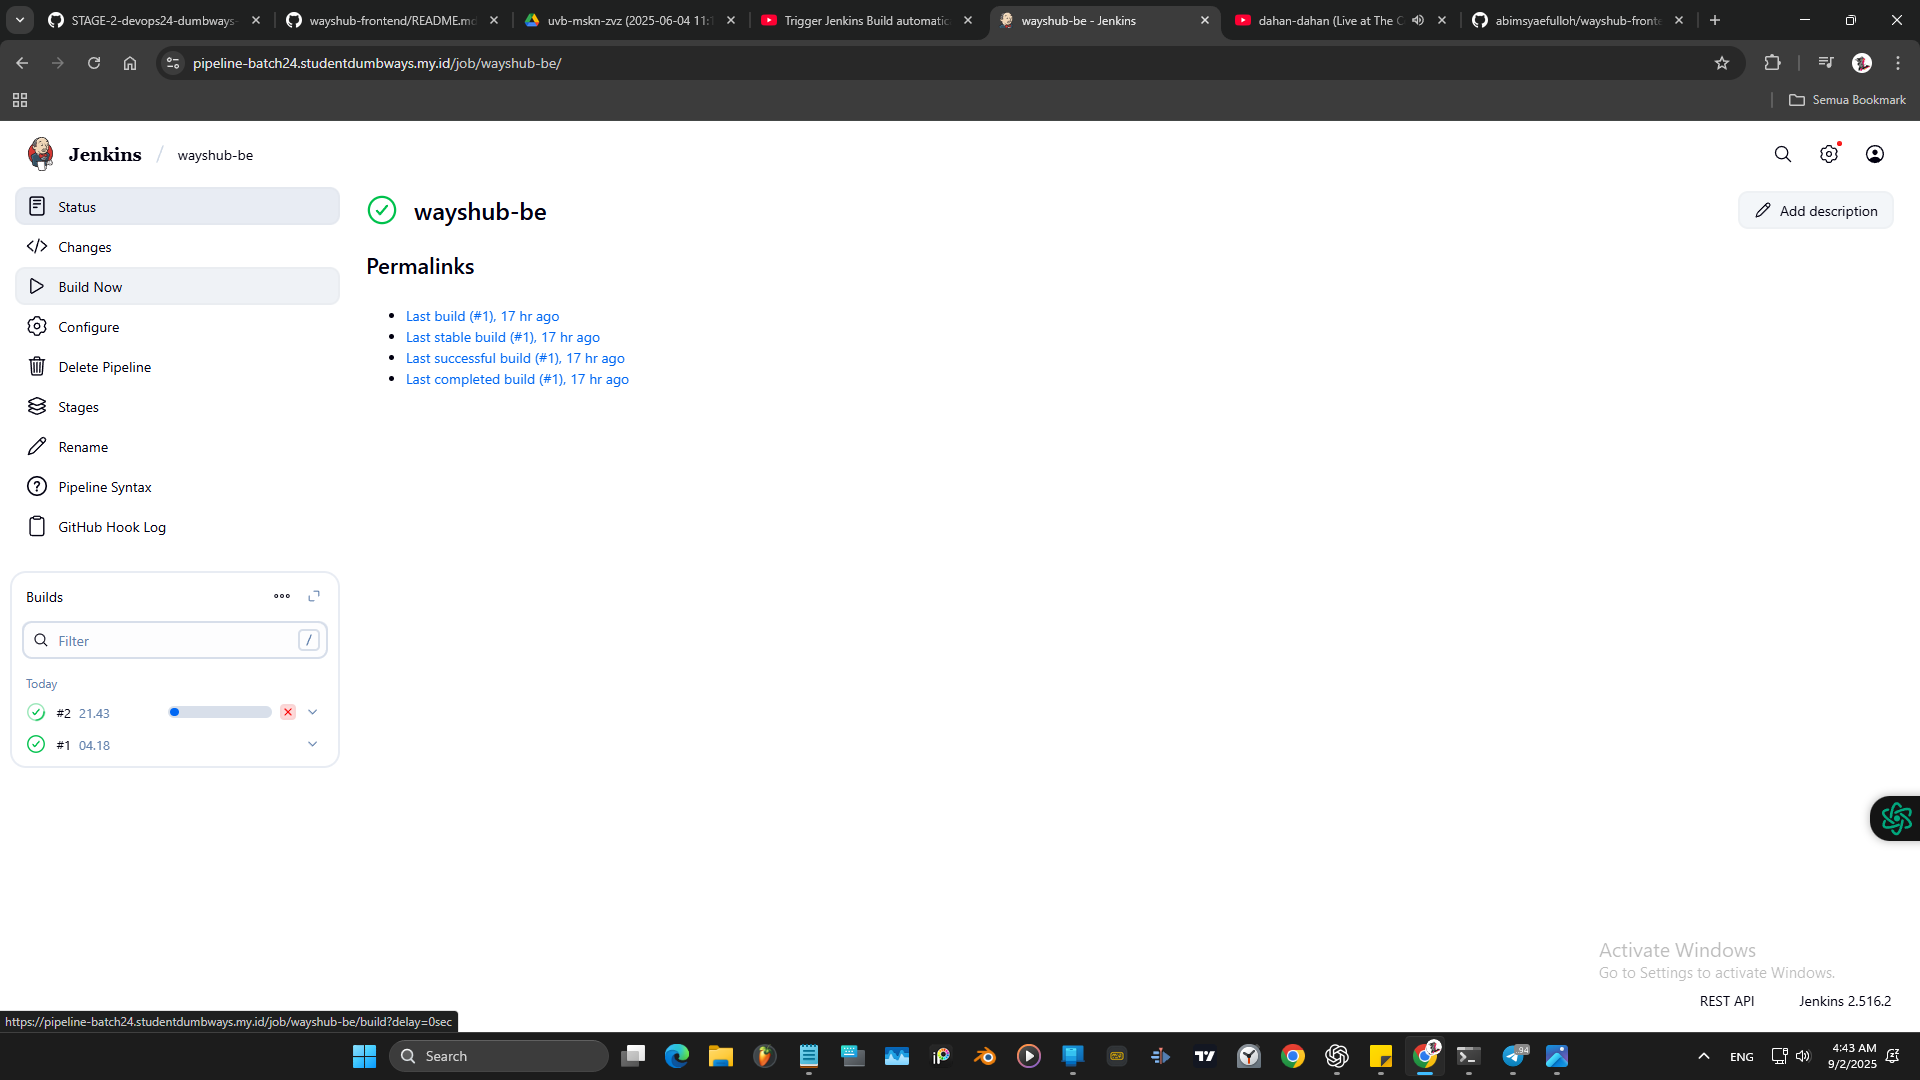 STAGE-2-devops24-dumbways-
wayshub-frontend/README.md
uvb-mskn-zvz (2025-06-04 11:1
Trigger Jenkins Build automatic
wayshub-be - Jenkins
dahan-dahan (Live at The C
abimsyaefulloh/wayshub-fronte
pipeline-batch24.studentdumbways.my.id/job/wayshub-be/
Semua Bookmark
Jenkins / wayshub-be
Status
wayshub-be
Add description
Changes
Permalinks
Build Now
Last build (#1), 17 hr ago
Configure
Last stable build (#1), 17 hr ago
Last successful build (#1), 17 hr ago
Delete Pipeline
Last completed build (#1), 17 hr ago
Stages
Rename
Pipeline Syntax
GitHub Hook Log
Builds
Filter /
Today
#2 21.43
#1 04.18
Activate Windows
Go to Settings to activate Windows.
REST API Jenkins 2.516.2
https://pipeline-batch24.studentdumbways.my.id/job/wayshub-be/build?delay=0sec
Search
94
ENG
4:43 AM
9/2/2025